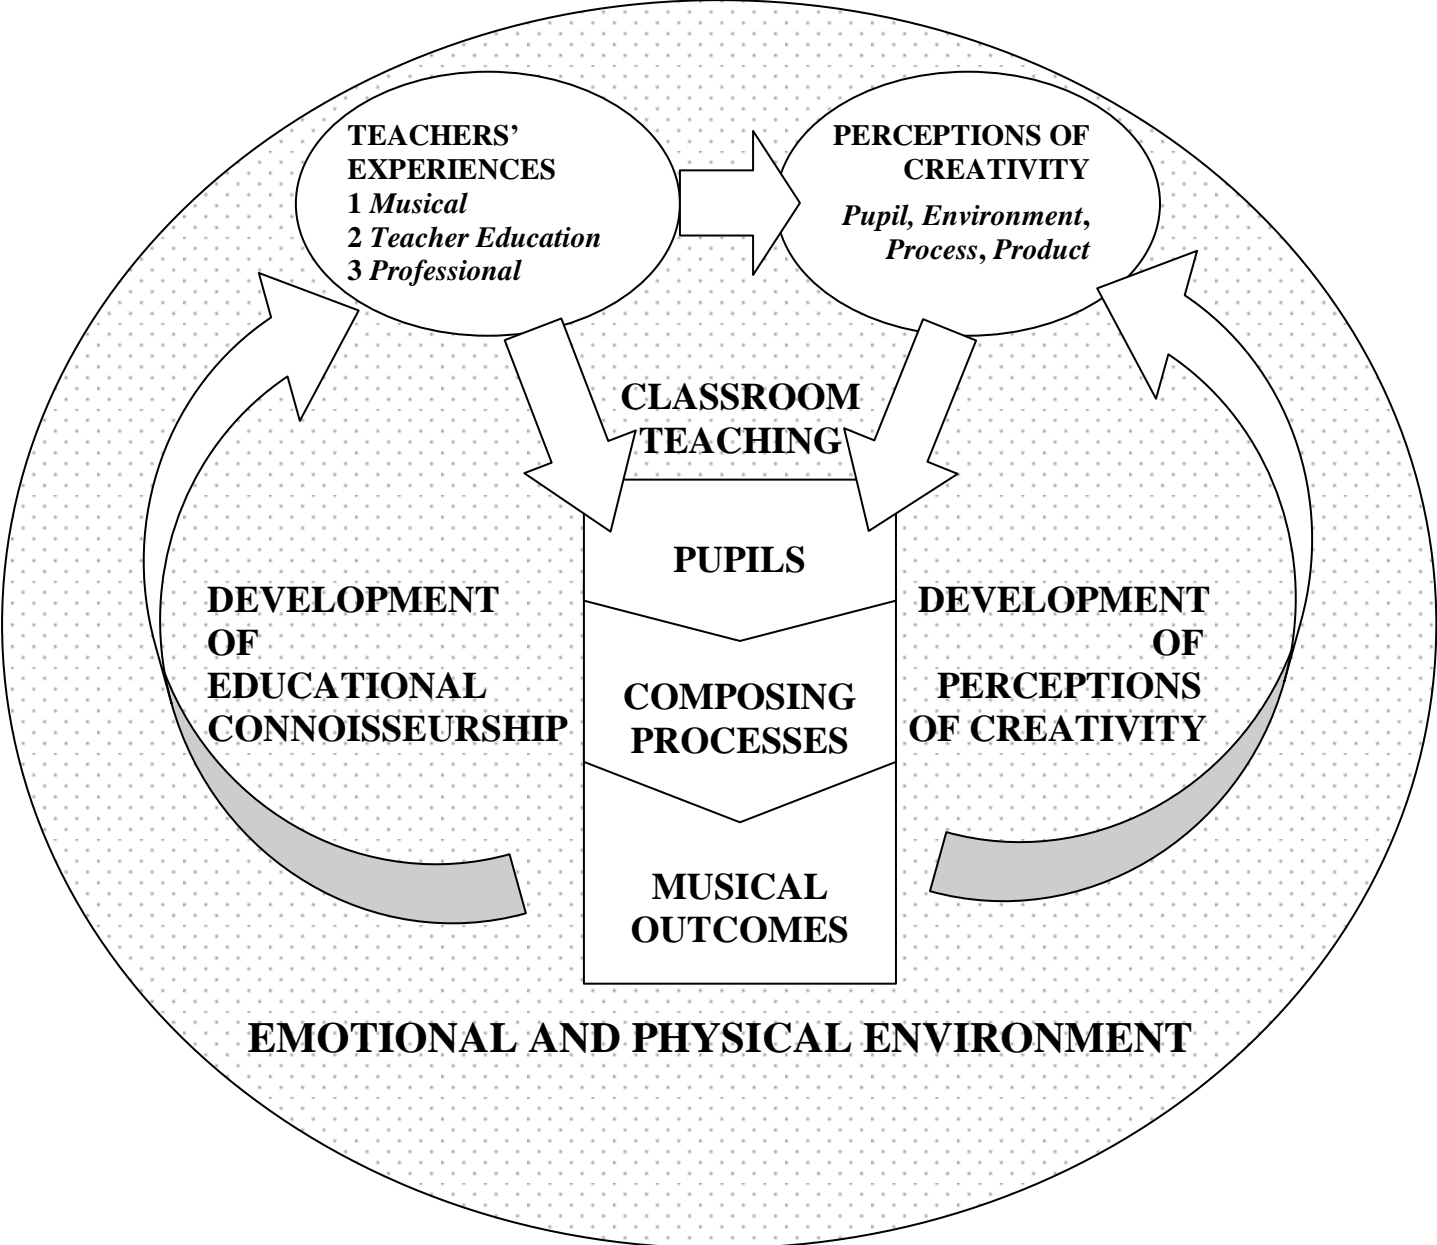 TEACHERS’
EXPERIENCES
1 Musical
2 Teacher Education
3 Professional
PERCEPTIONS OF
CREATIVITY
Pupil, Environment,
Process, Product
CLASSROOM
TEACHING
PUPILS
DEVELOPMENT
OF
EDUCATIONAL
CONNOISSEURSHIP
COMPOSING
PROCESSES
DEVELOPMENT
OF
PERCEPTIONS
OF CREATIVITY
MUSICAL
OUTCOMES
EMOTIONAL AND PHYSICAL ENVIRONMENT